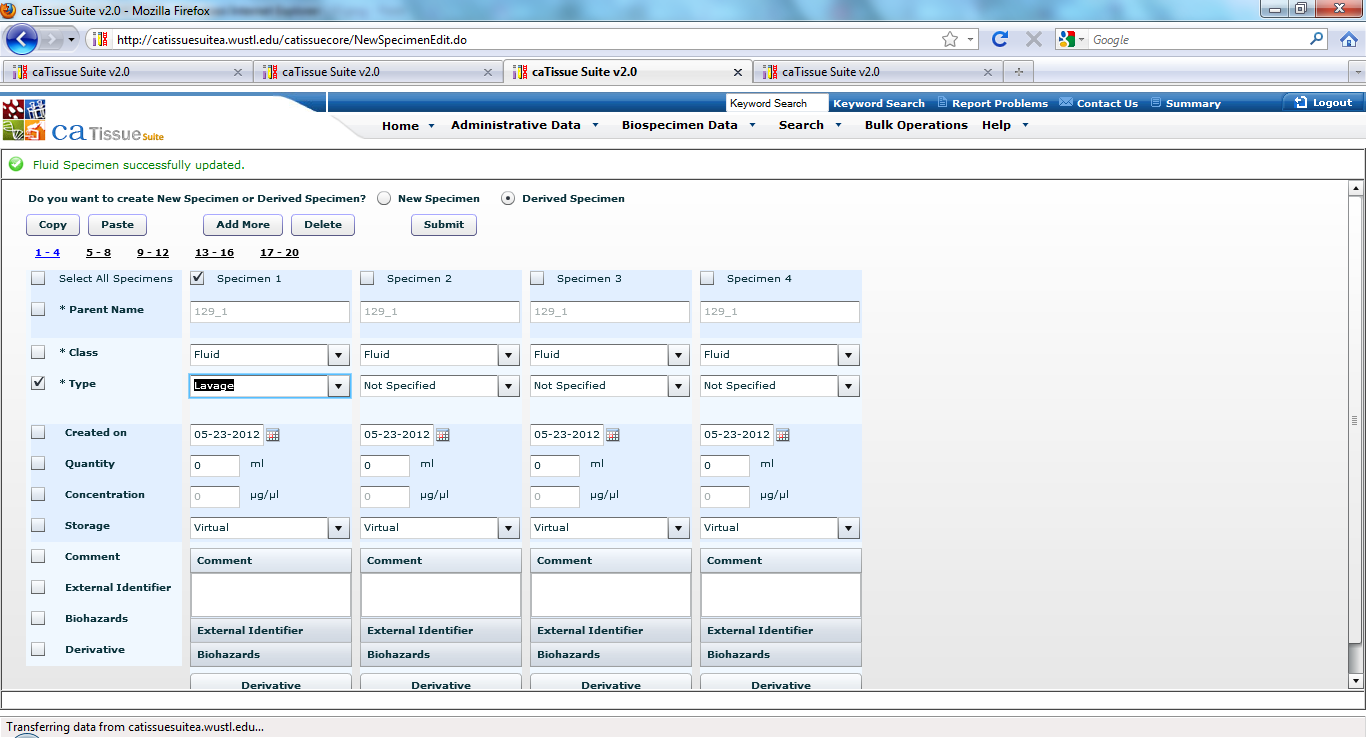 caTissue Suite v2.0 - Mozilla Firefox
http://catissuesuitea.wustl.edu/catissuecore/NewSpecimenEdit.do
Google
caTissue Suite v2.0 caTissue Suite v2.0 caTissue Suite v2.0 caTissue Suite v2.0
Keyword Search Keyword Search Report Problems Contact Us Summary Logout
ca Tissue Suite
Home Administrative Data Biospecimen Data Search Bulk Operations Help
Fluid Specimen successfully updated.
Do you want to create New Specimen or Derived Specimen? New Specimen Derived Specimen
Copy Paste Add More Delete Submit
1 - 4 5 - 8 9 - 12 13 - 16 17 - 20
Select All Specimens Specimen 1 Specimen 2 Specimen 3 Specimen 4
* Parent Name 129_1 129_1 129_1 129_1
* Class Fluid Fluid Fluid Fluid
* Type Lavage Not Specified Not Specified Not Specified
Created on 05-23-2012 05-23-2012 05-23-2012 05-23-2012
Quantity 0 ml 0 ml 0 ml 0 ml
Concentration 0 µg/µl 0 µg/µl 0 µg/µl 0 µg/µl
Storage Virtual Virtual Virtual Virtual
Comment Comment Comment Comment Comment
External Identifier
External Identifier External Identifier External Identifier External Identifier
Biohazards
Biohazards Biohazards Biohazards Biohazards
Derivative
Derivative Derivative Derivative Derivative
Transferring data from catissuesuitea.wustl.edu...